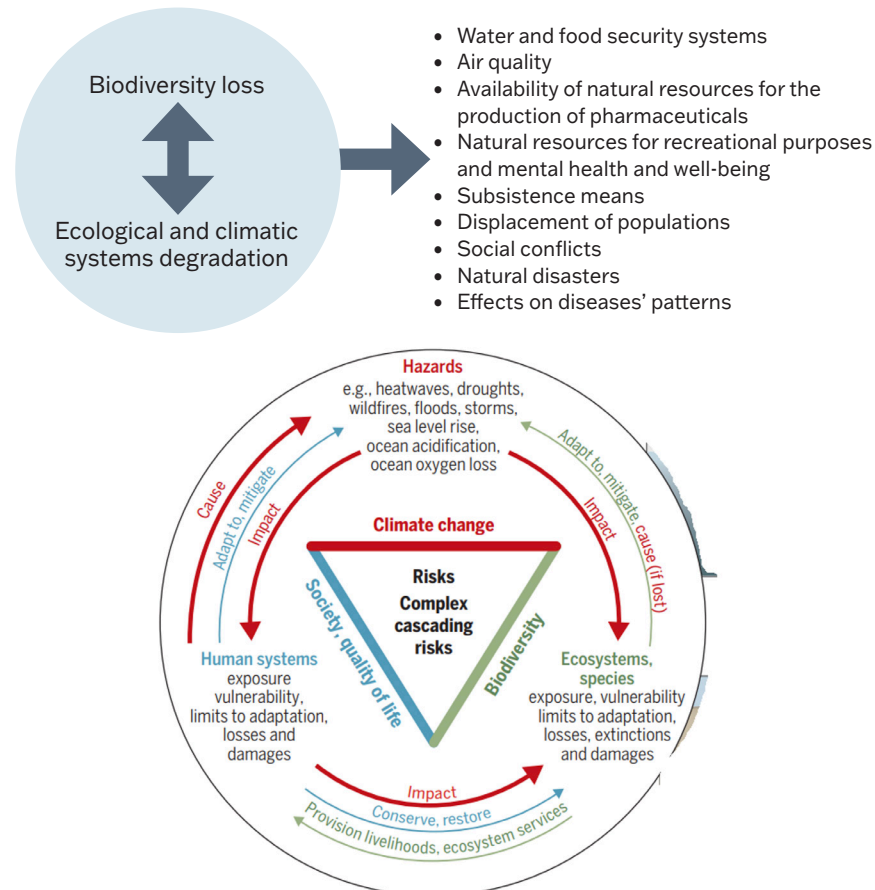 Biodiversity loss
Ecological and climatic
systems degradation
• Water and food security systems
• Air quality
• Availability of natural resources for the
production of pharmaceuticals
• Natural resources for recreational purposes
and mental health and well-being
• Subsistence means
• Displacement of populations
• Social conflicts
• Natural disasters
• Effects on diseases’ patterns
Hazards
e.g., heatwaves, droughts,
wildfires, floods, storms,
sea level rise,
ocean acidification,
ocean oxygen loss
Cause
Adapt to, mitigate
Impact
Adapt to, mitigate, cause (if lost)
Impact
Climate change
Society, quality of life
Biodiversity
Risks
Complex
cascading
risks
Human systems
exposure
vulnerability,
limits to adaptation,
losses and
damages
Ecosystems,
species
exposure, vulnerability
limits to adaptation,
losses, extinctions
and damages
Impact
Conserve, restore
Provision livelihoods, ecosystem services